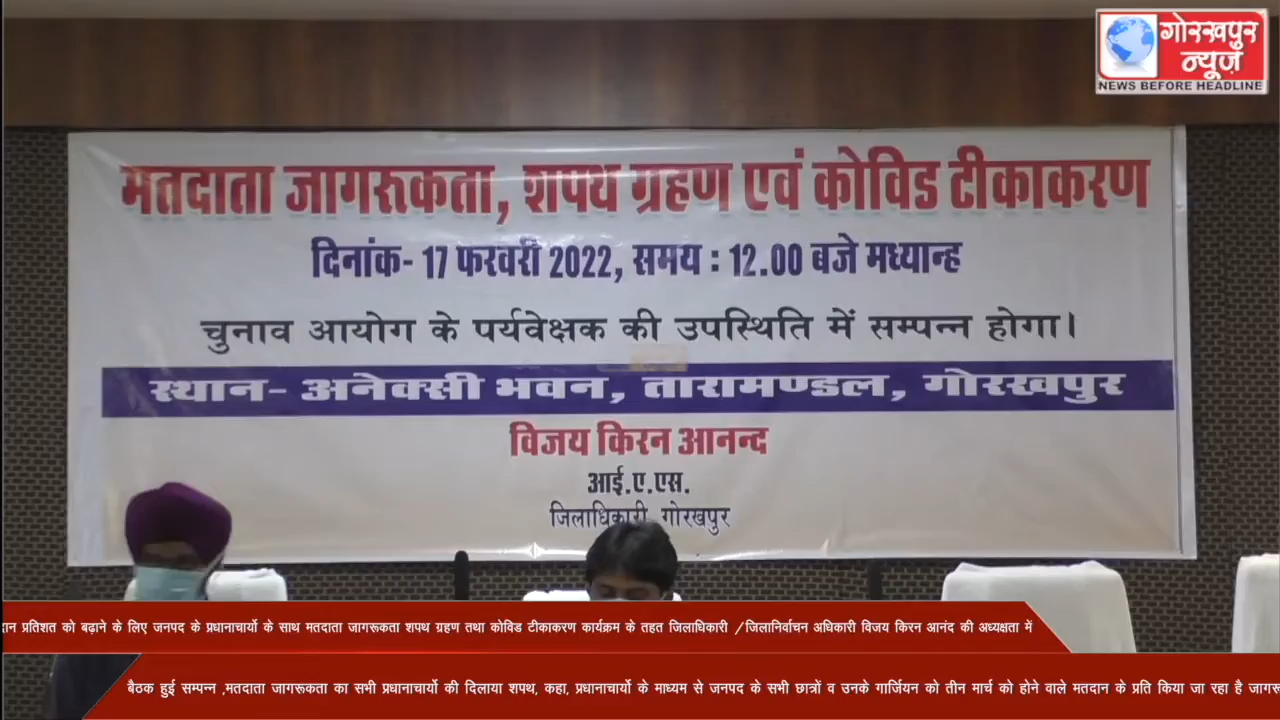 गोरखपुर
न्यूज़
NEWS BEFORE HEADLINE
मतदाता जागरूकता, शपथ ग्रहण एवं कोविड टीकाकरण
दिनांक- 17 फरवरी 2022, समय : 12.00 बजे मध्यान्ह
चुनाव आयोग के पर्यवेक्षक की उपस्थिति में सम्पन्न होगा।
स्थान- अनेक्सी भवन, तारामण्डल, गोरखपुर
विजय किरन आनन्द
आई.ए.एस.
जिलाधिकारी, गोरखपुर
प्रतिशत को बढ़ाने के लिए जनपद के प्रधानाचार्यो के साथ मतदाता जागरूकता शपथ ग्रहण तथा कोविड टीकाकरण कार्यक्रम के तहत जिलाधिकारी /जिलानिर्वाचन अधिकारी विजय किरन आनंद की अध्यक्षता में
बैठक हुई सम्पन्न ,मतदाता जागरूकता का सभी प्रधानाचार्यो की दिलाया शपथ, कहा, प्रधानाचार्यो के माध्यम से जनपद के सभी छात्रों व उनके गार्जियन को तीन मार्च को होने वाले मतदान के प्रति किया जा रहा है